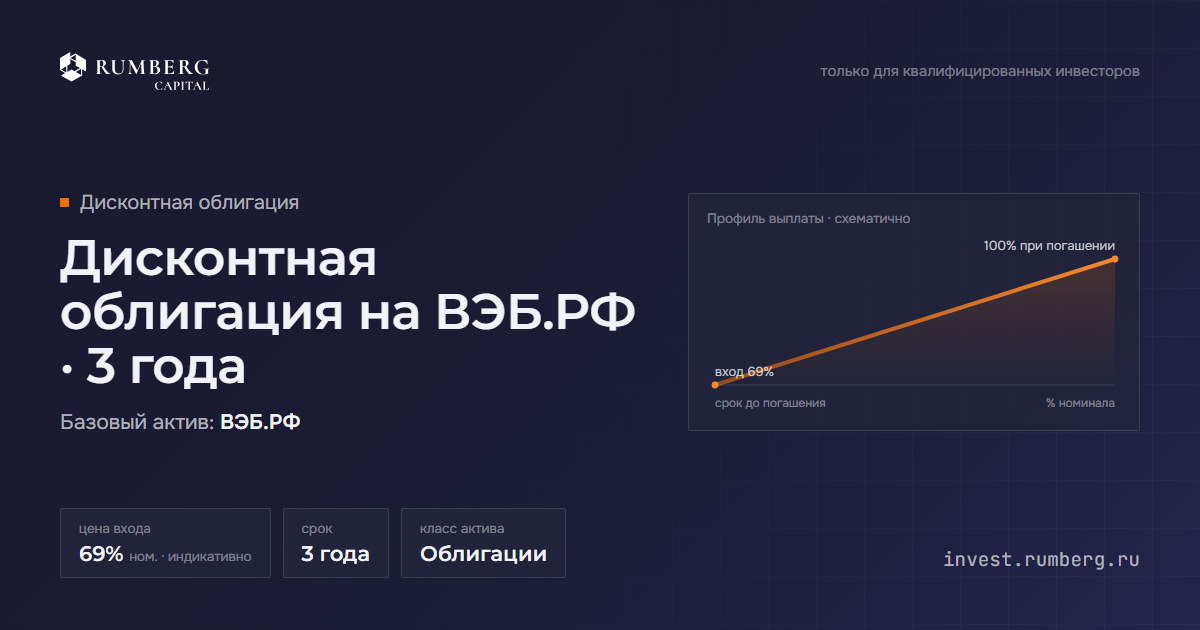 RUMBERG
CAPITAL
только для квалифицированных инвесторов
Дисконтная облигация
Дисконтная
облигация на ВЭБ.РФ
· 3 года
Базовый актив: ВЭБ.РФ
Профиль выплаты · схематично
100% при погашении
вход 69%
срок до погашения
% номинала
цена входа
69% ном. · индикативно
срок
3 года
класс актива
Облигации
invest.rumberg.ru